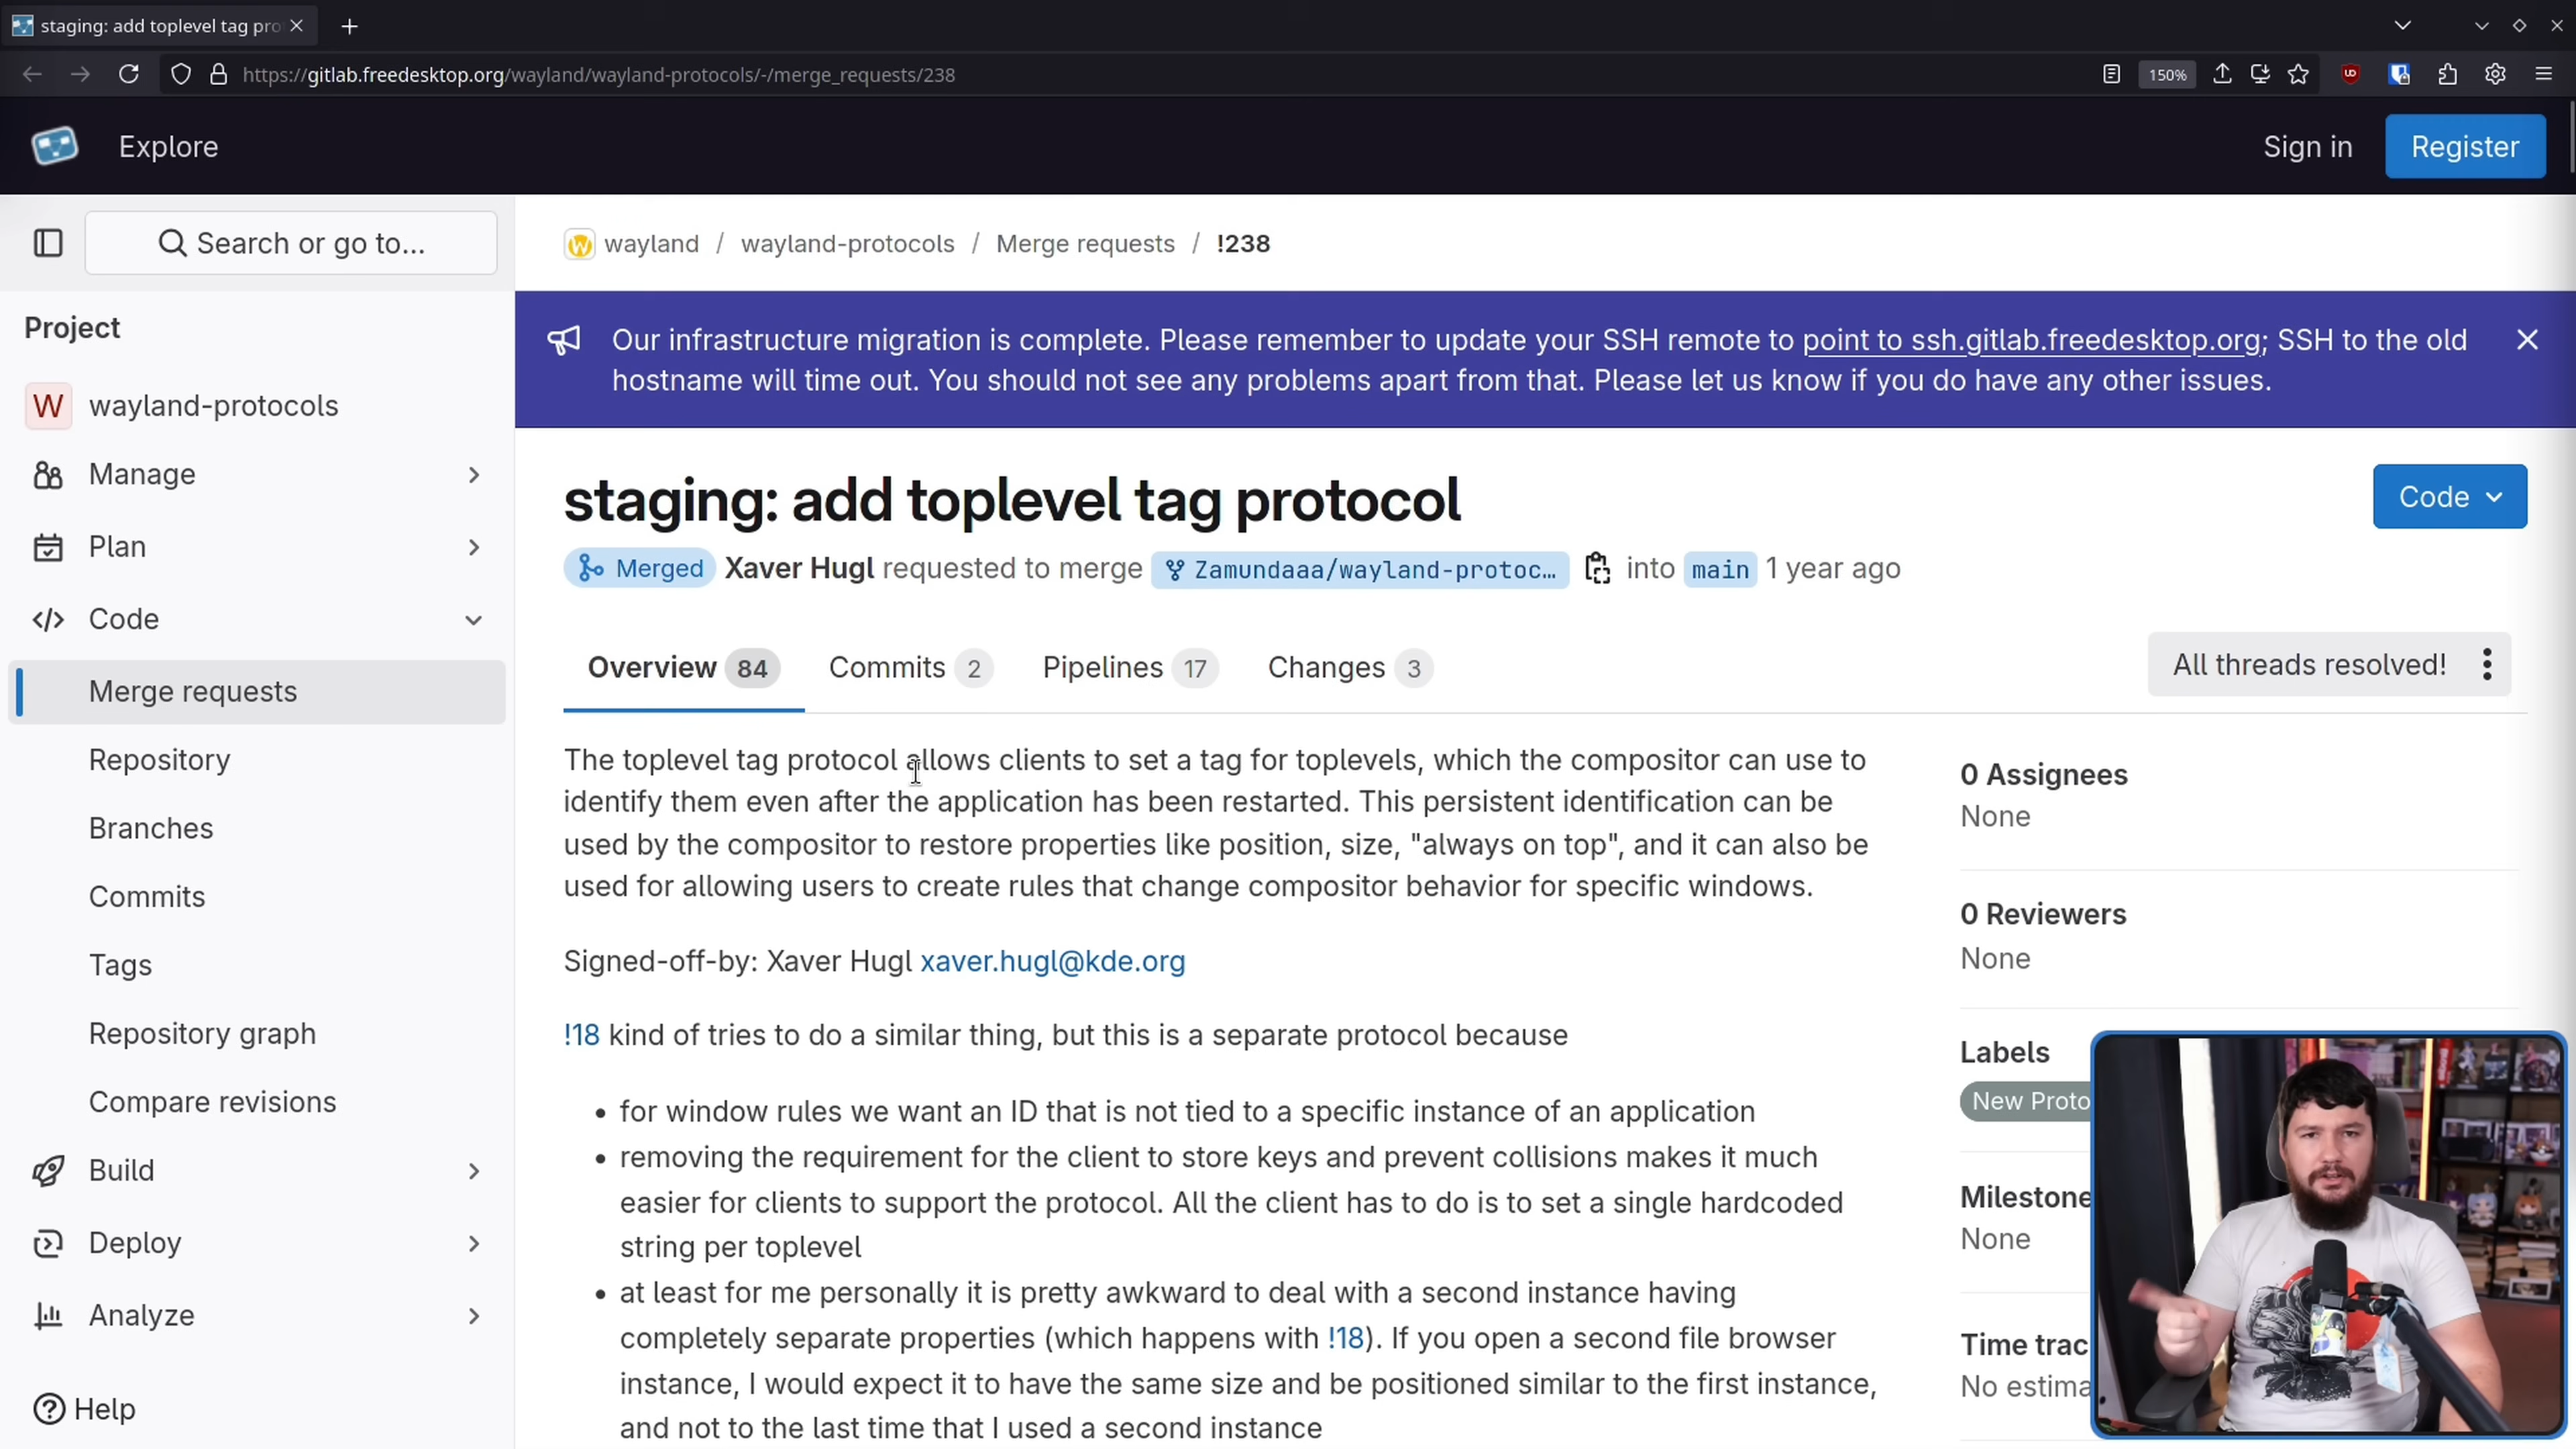 staging: add toplevel tag pro
https://gitlab.freedesktop.org/wayland/wayland-protocols/-/merge_requests/238
150%
Explore
Sign in
Register
Search or go to...
wayland / wayland-protocols / Merge requests / !238
Project
W wayland-protocols
Manage
Plan
Code
Merge requests
Repository
Branches
Commits
Tags
Repository graph
Compare revisions
Build
Deploy
Analyze
Help
Our infrastructure migration is complete. Please remember to update your SSH remote to point to ssh.gitlab.freedesktop.org; SSH to the old
hostname will time out. You should not see any problems apart from that. Please let us know if you do have any other issues.
staging: add toplevel tag protocol
Code
Merged Xaver Hugl requested to merge Zamundaaa/wayland-protoc… into main 1 year ago
Overview 84 Commits 2 Pipelines 17 Changes 3
All threads resolved!
The toplevel tag protocol allows clients to set a tag for toplevels, which the compositor can use to
identify them even after the application has been restarted. This persistent identification can be
used by the compositor to restore properties like position, size, "always on top", and it can also be
used for allowing users to create rules that change compositor behavior for specific windows.
Signed-off-by: Xaver Hugl xaver.hugl@kde.org
!18 kind of tries to do a similar thing, but this is a separate protocol because
• for window rules we want an ID that is not tied to a specific instance of an application
• removing the requirement for the client to store keys and prevent collisions makes it much
easier for clients to support the protocol. All the client has to do is to set a single hardcoded
string per toplevel
• at least for me personally it is pretty awkward to deal with a second instance having
completely separate properties (which happens with !18). If you open a second file browser
instance, I would expect it to have the same size and be positioned similar to the first instance,
and not to the last time that I used a second instance
0 Assignees
None
0 Reviewers
None
Labels
New Proto
Milestone
None
Time trac
No estima